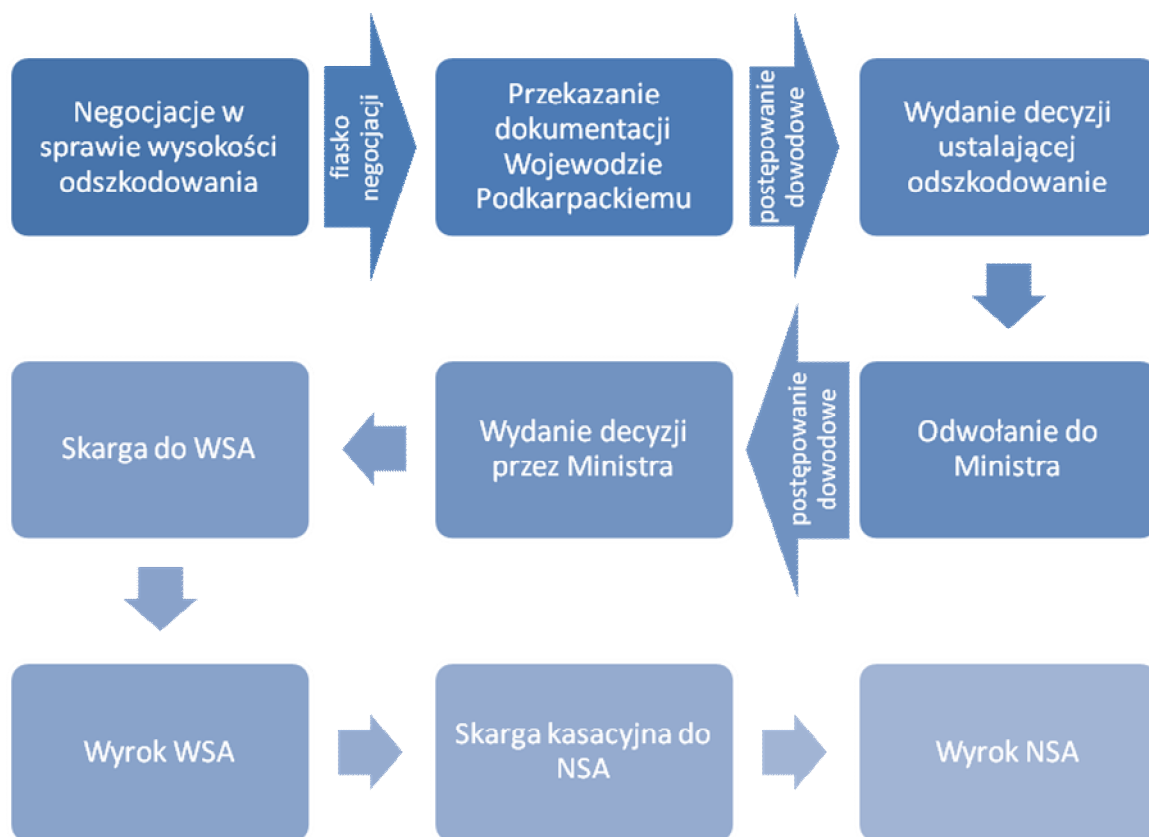 Negocjacje w
sprawie wysokości
odszkodowania
fiasko
negocjacji
Przekazanie
dokumentacji
Wojewodzie
Podkarpackiemu
postępowanie
dowodowe
Wydanie decyzji
ustalającej
odszkodowanie
Odwołanie do
Ministra
postępowanie
dowodowe
Wydanie decyzji
przez Ministra
Skarga do WSA
Wyrok WSA
Skarga kasacyjna do
NSA
Wyrok NSA